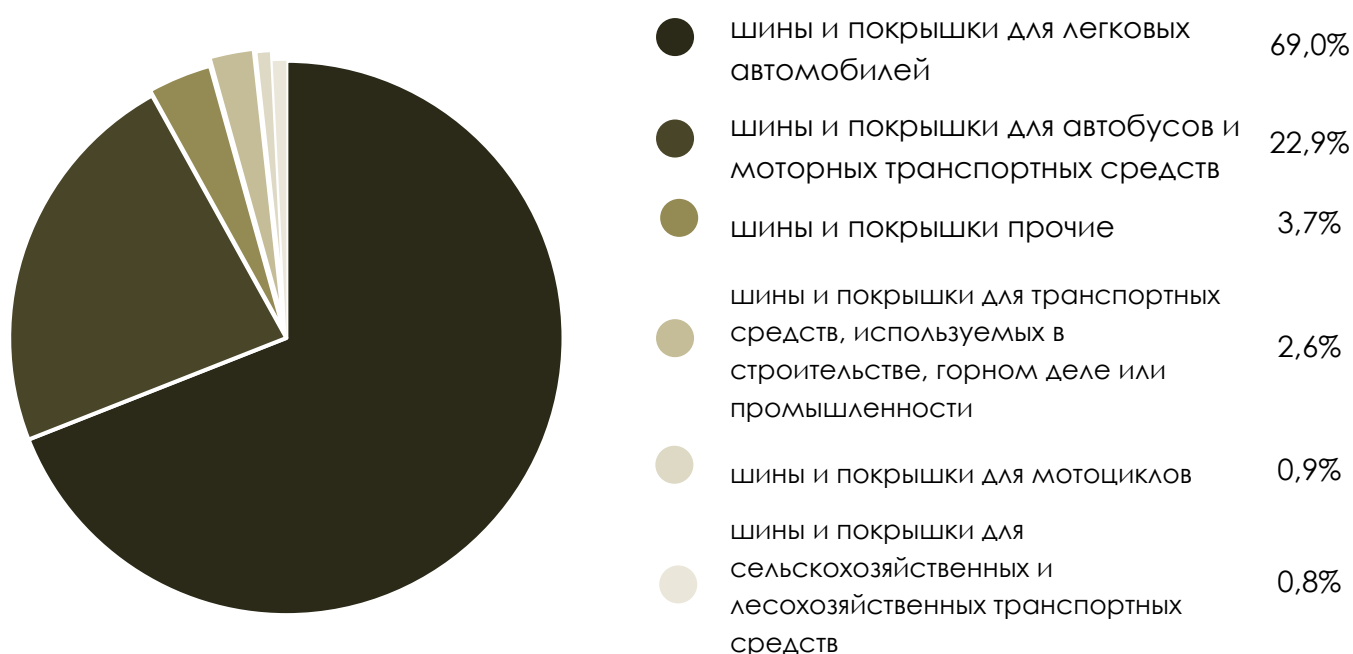 шины и покрышки для легковых
автомобилей
69,0%
шины и покрышки для автобусов и
моторных транспортных средств
22,9%
шины и покрышки прочие
3,7%
шины и покрышки для транспортных
средств, используемых в
строительстве, горном деле или
промышленности
2,6%
шины и покрышки для мотоциклов
0,9%
шины и покрышки для
сельскохозяйственных и
лесохозяйственных транспортных
средств
0,8%